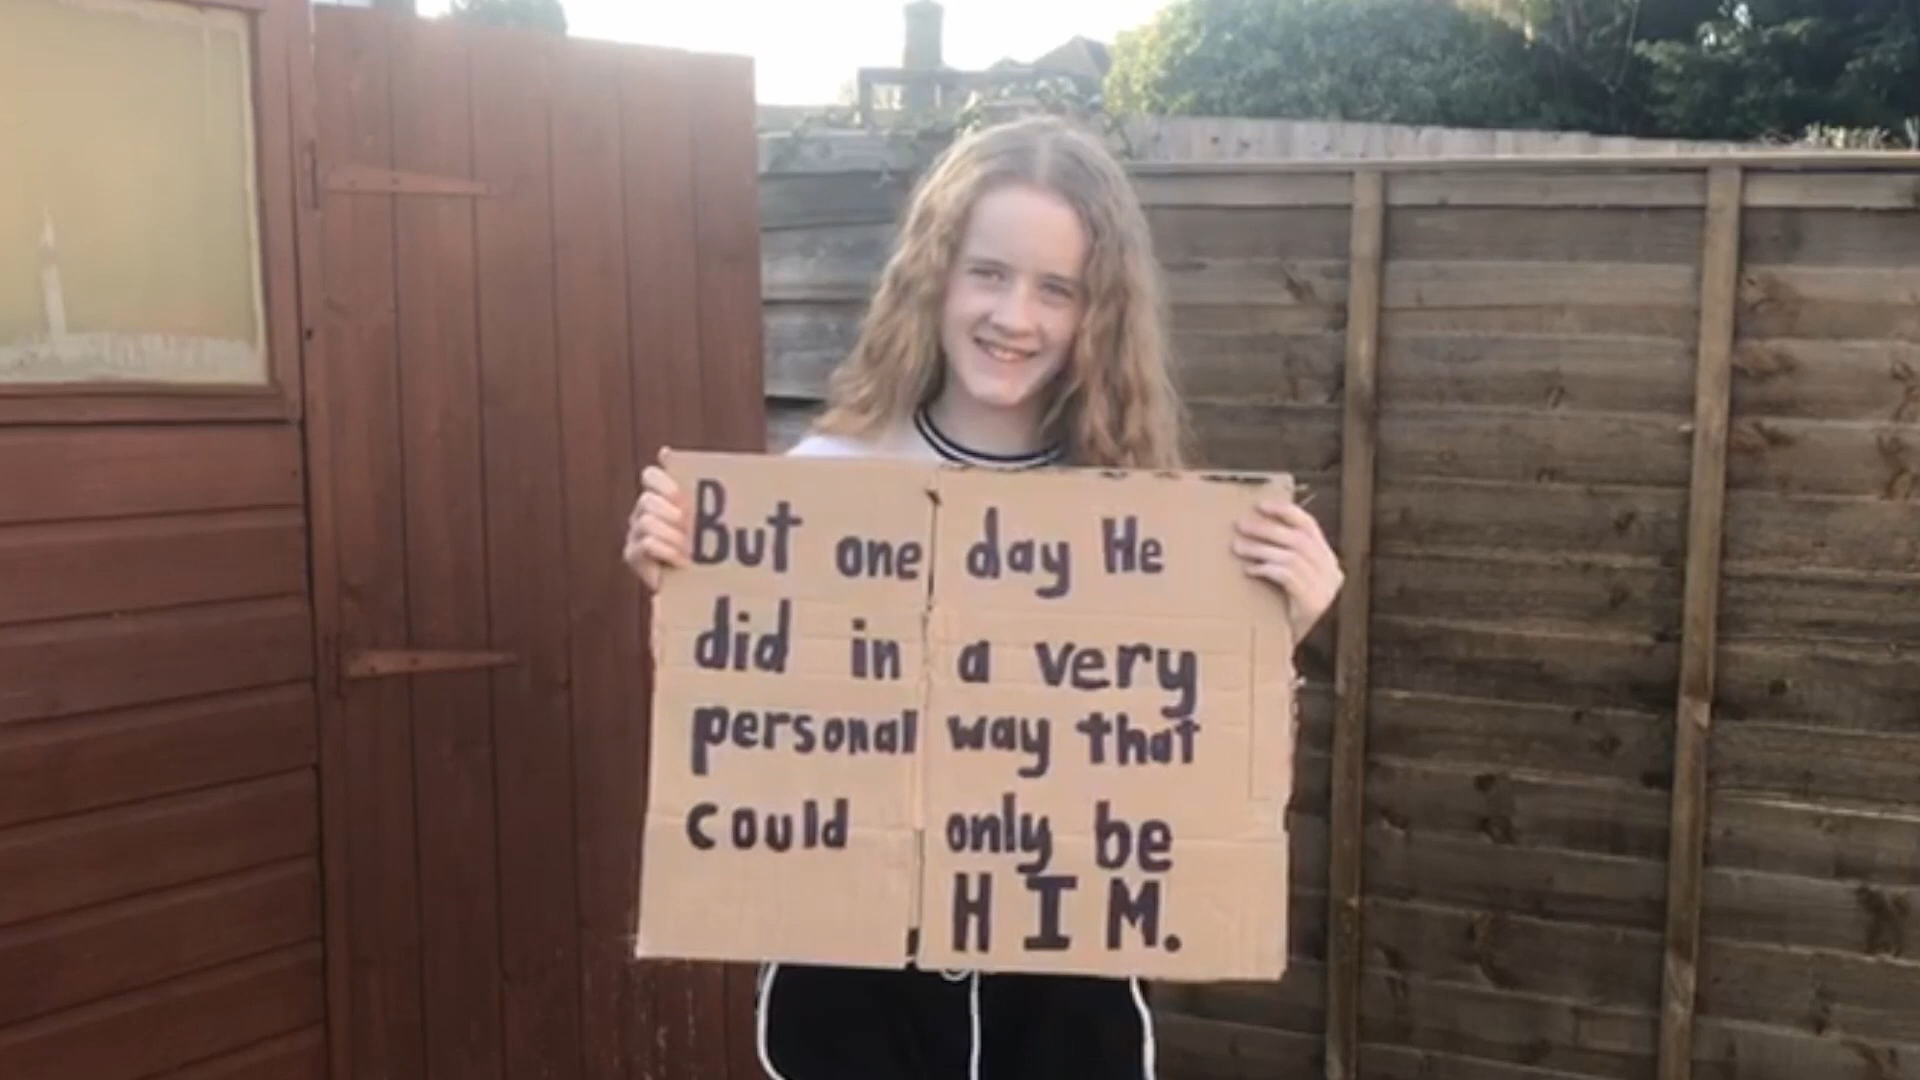 But one day He
did in a very
personal way that
could only be
HIM.